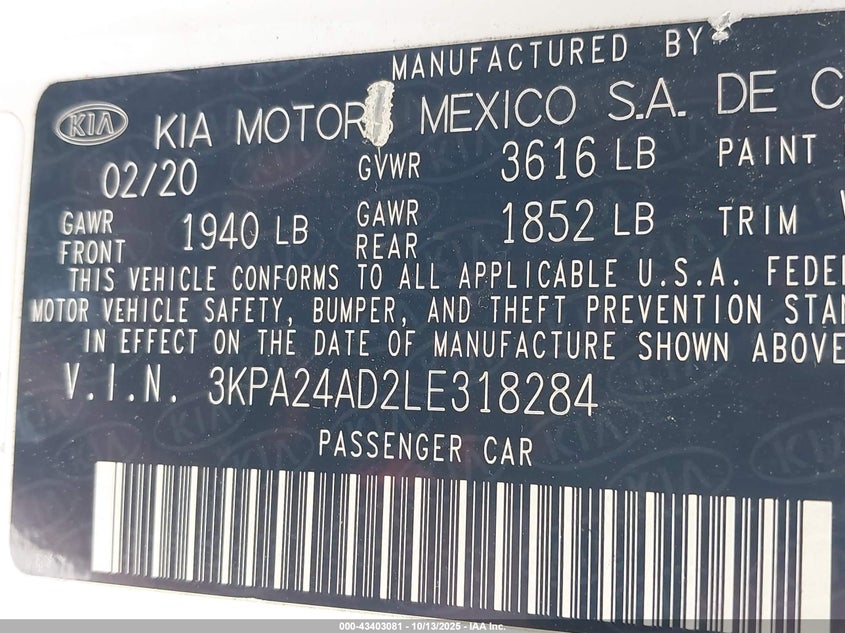 MANUFACTURED BY
KIA KIA MOTORS MEXICO S.A. DE C
02/20 GVWR 3616 LB PAINT
GAWR FRONT 1940 LB GAWR REAR 1852 LB TRIM
THIS VEHICLE CONFORMS TO ALL APPLICABLE U.S.A. FEDE
MOTOR VEHICLE SAFETY, BUMPER, AND THEFT PREVENTION STAN
IN EFFECT ON THE DATE OF MANUFACTURE SHOWN ABOVE
V.I.N. 3KPA24AD2LE318284
PASSENGER CAR
000-43403081 - 10/13/2025 - IAA Inc.